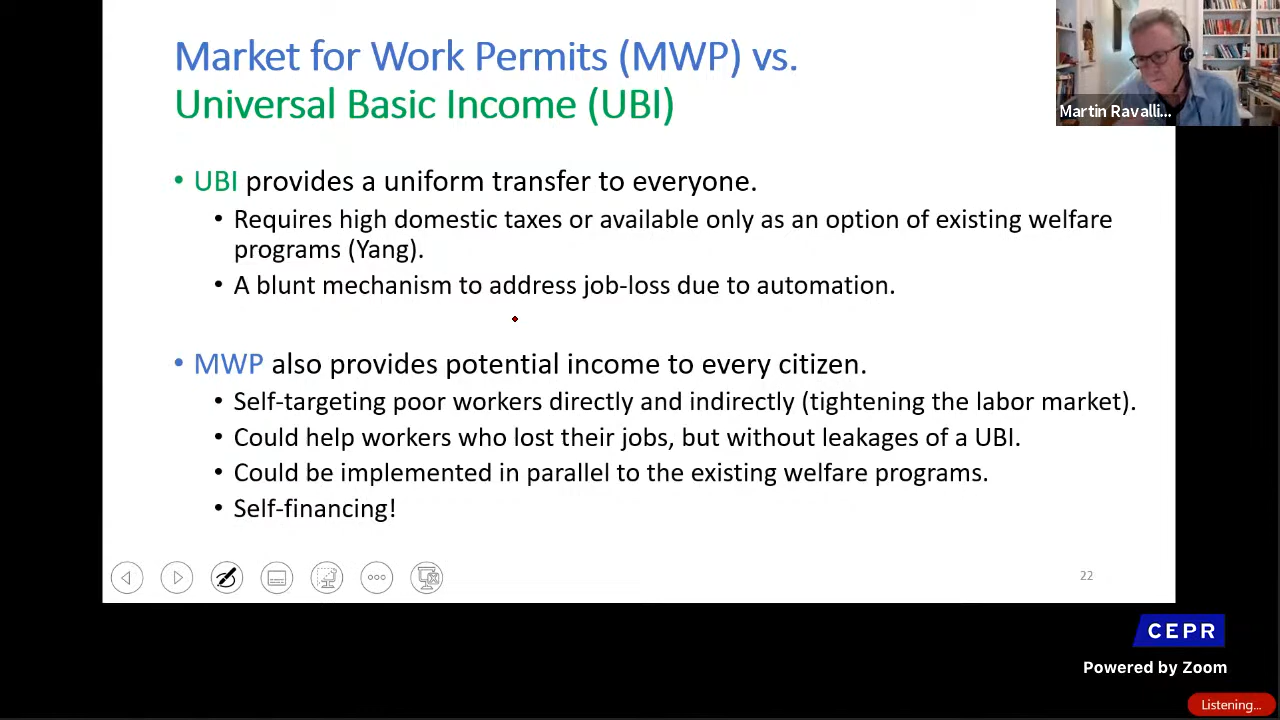 Market for Work Permits (MWP) vs.
Universal Basic Income (UBI)
Martin Ravalli...
• UBI provides a uniform transfer to everyone.
• Requires high domestic taxes or available only as an option of existing welfare
programs (Yang).
• A blunt mechanism to address job-loss due to automation.
• MWP also provides potential income to every citizen.
• Self-targeting poor workers directly and indirectly (tightening the labor market).
• Could help workers who lost their jobs, but without leakages of a UBI.
• Could be implemented in parallel to the existing welfare programs.
• Self-financing!
22
CEPR
Powered by Zoom
Listening...